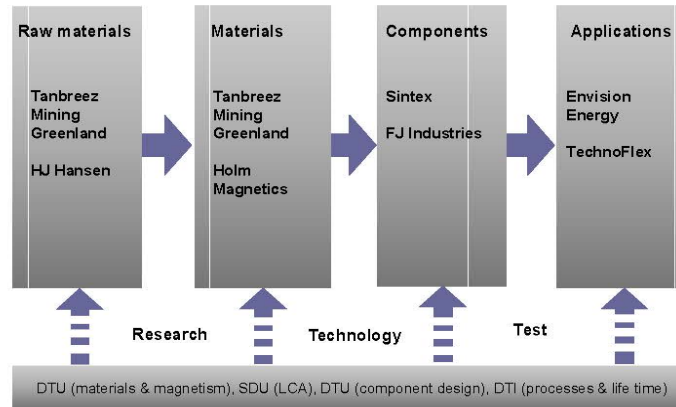 Raw materials
Tanbreez
Mining
Greenland
HJ Hansen
Materials
Tanbreez
Mining
Greenland
Holm
Magnetics
Components
Sintex
FJ Industries
Applications
Envision
Energy
TechnoFlex
Research
Technology
Test
DTU (materials & magnetism), SDU (LCA), DTU (component design), DTI (processes & life time)